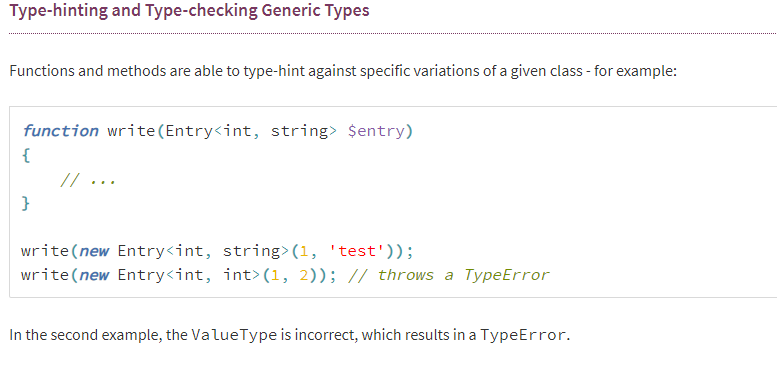 Type-hinting and Type-checking Generic Types
Functions and methods are able to type-hint against specific variations of a given class - for example:
function write(Entry<int, string> $entry)
{
    // ...
}
write(new Entry<int, string>(1, 'test'));
write(new Entry<int, int>(1, 2)); // throws a TypeError
In the second example, the ValueType is incorrect, which results in a TypeError.